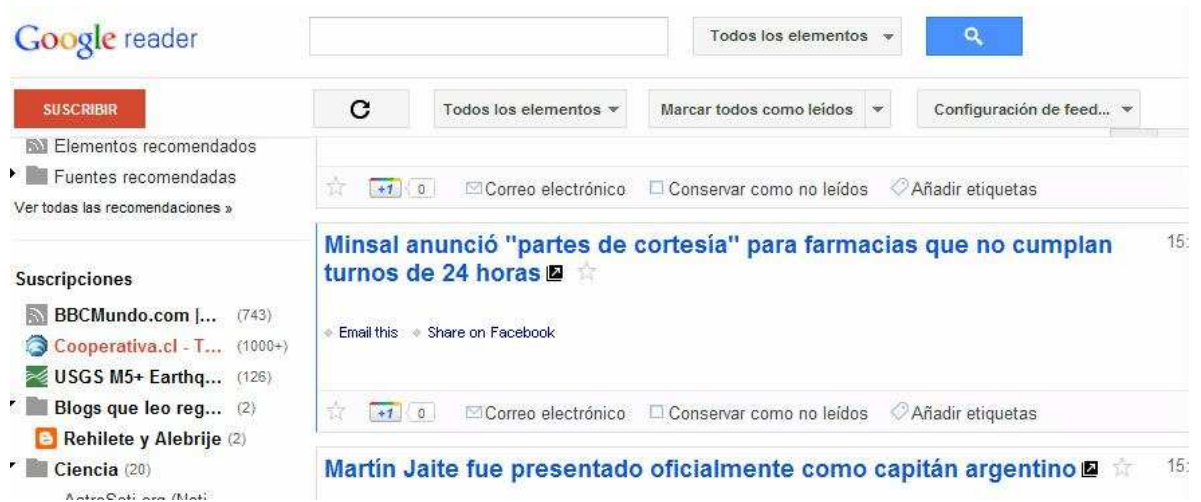 Google reader
Todos los elementos
SUSCRIBIR
Todos los elementos
Marcar todos como leídos
Configuración de feed...
Elementos recomendados
Fuentes recomendadas
Ver todas las recomendaciones »
Suscripciones
BBCMundo.com |... (743)
Cooperativa.cl - T... (1000+)
USGS M5+ Earthq... (126)
Blogs que leo reg... (2)
Rehilete y Alebrije (2)
Ciencia (20)
+1 0 Correo electrónico Conservar como no leídos Añadir etiquetas
Minsal anunció "partes de cortesía" para farmacias que no cumplan 15:
turnos de 24 horas
Email this Share on Facebook
+1 0 Correo electrónico Conservar como no leídos Añadir etiquetas
Martín Jaite fue presentado oficialmente como capitán argentino 15: